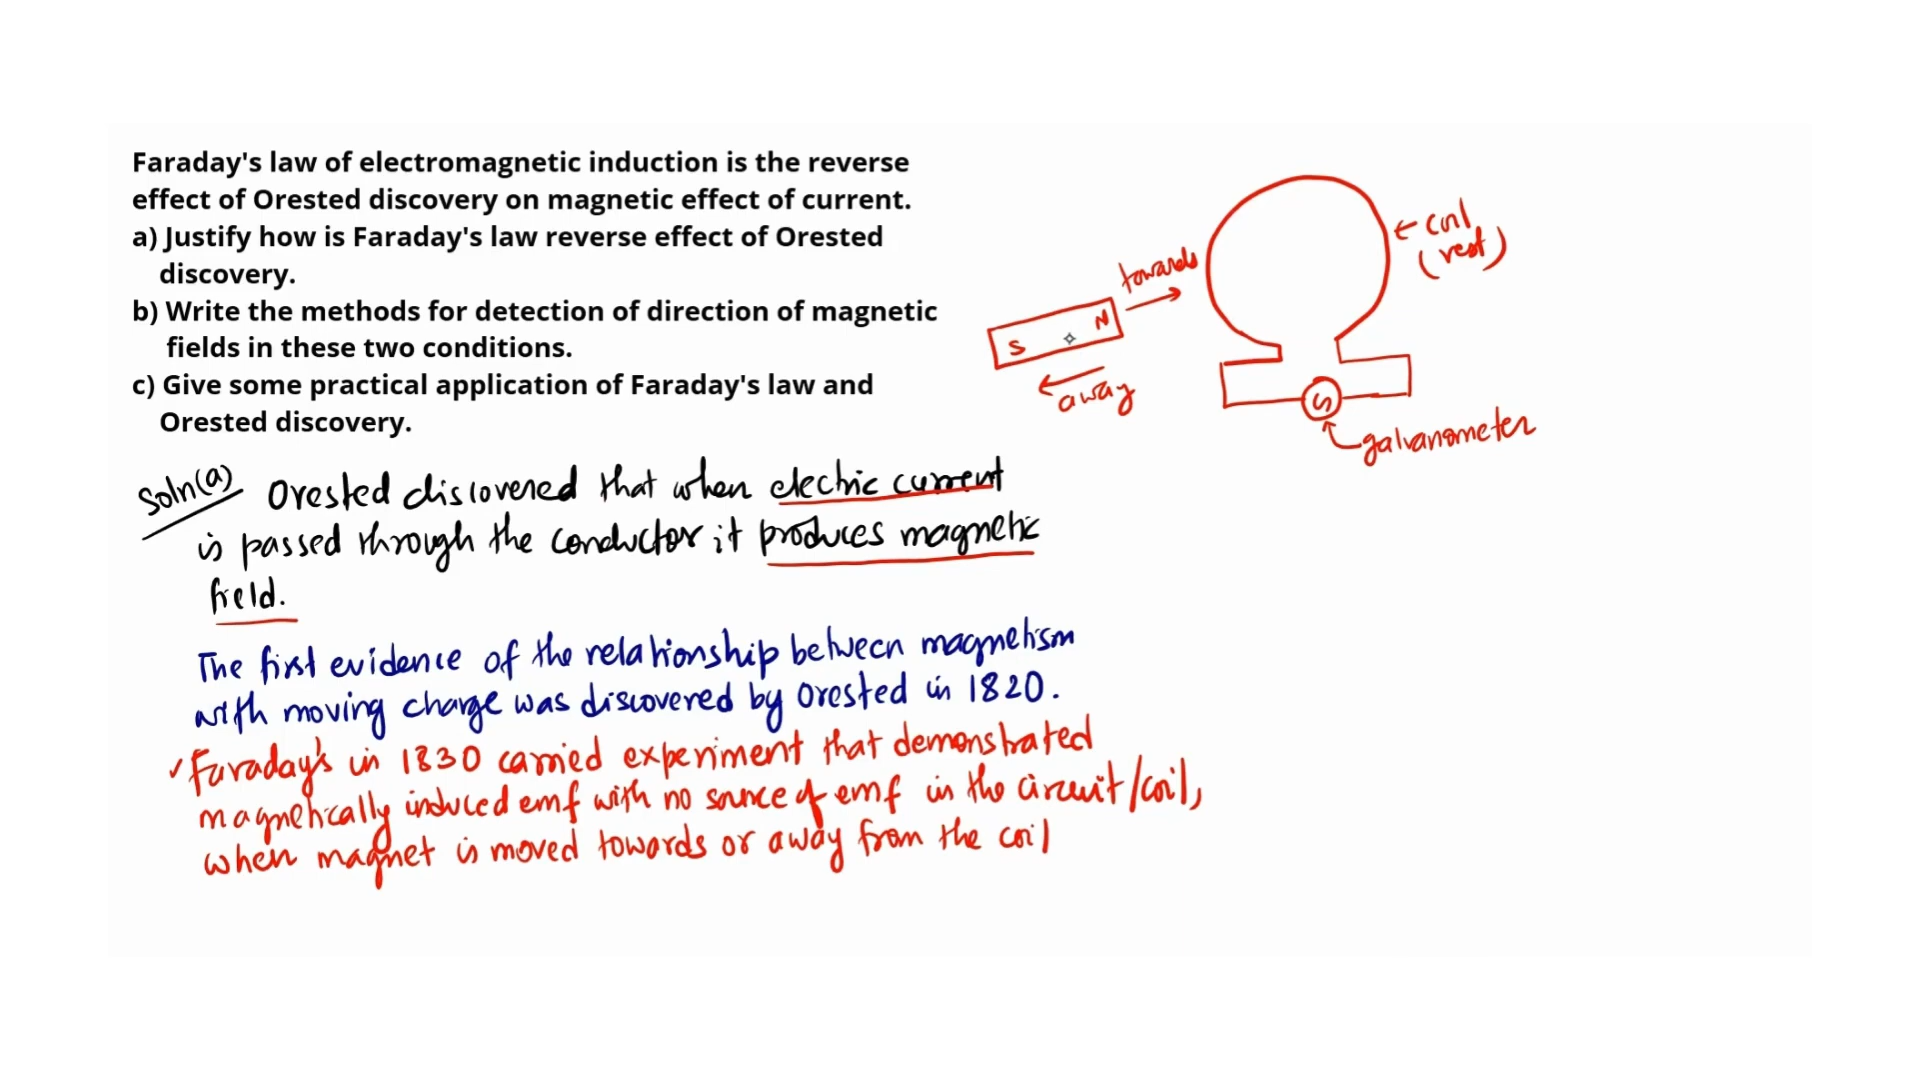 Faraday's law of electromagnetic induction is the reverse
effect of Orested discovery on magnetic effect of current.
a) Justify how is Faraday's law reverse effect of Orested
discovery.
b) Write the methods for detection of direction of magnetic
fields in these two conditions.
c) Give some practical application of Faraday's law and
Orested discovery.
towards
S N
away
← coil
(rest)
G
galvanometer
Soln(a) Orested discovered that when electric current
is passed through the conductor it produces magnetic
field.
The first evidence of the relationship between magnetism
with moving charge was discovered by Orested in 1820.
✓ Faraday's in 1830 carried experiment that demonstrated
magnetically induced emf with no source of emf in the circuit/coil,
when magnet is moved towards or away from the coil